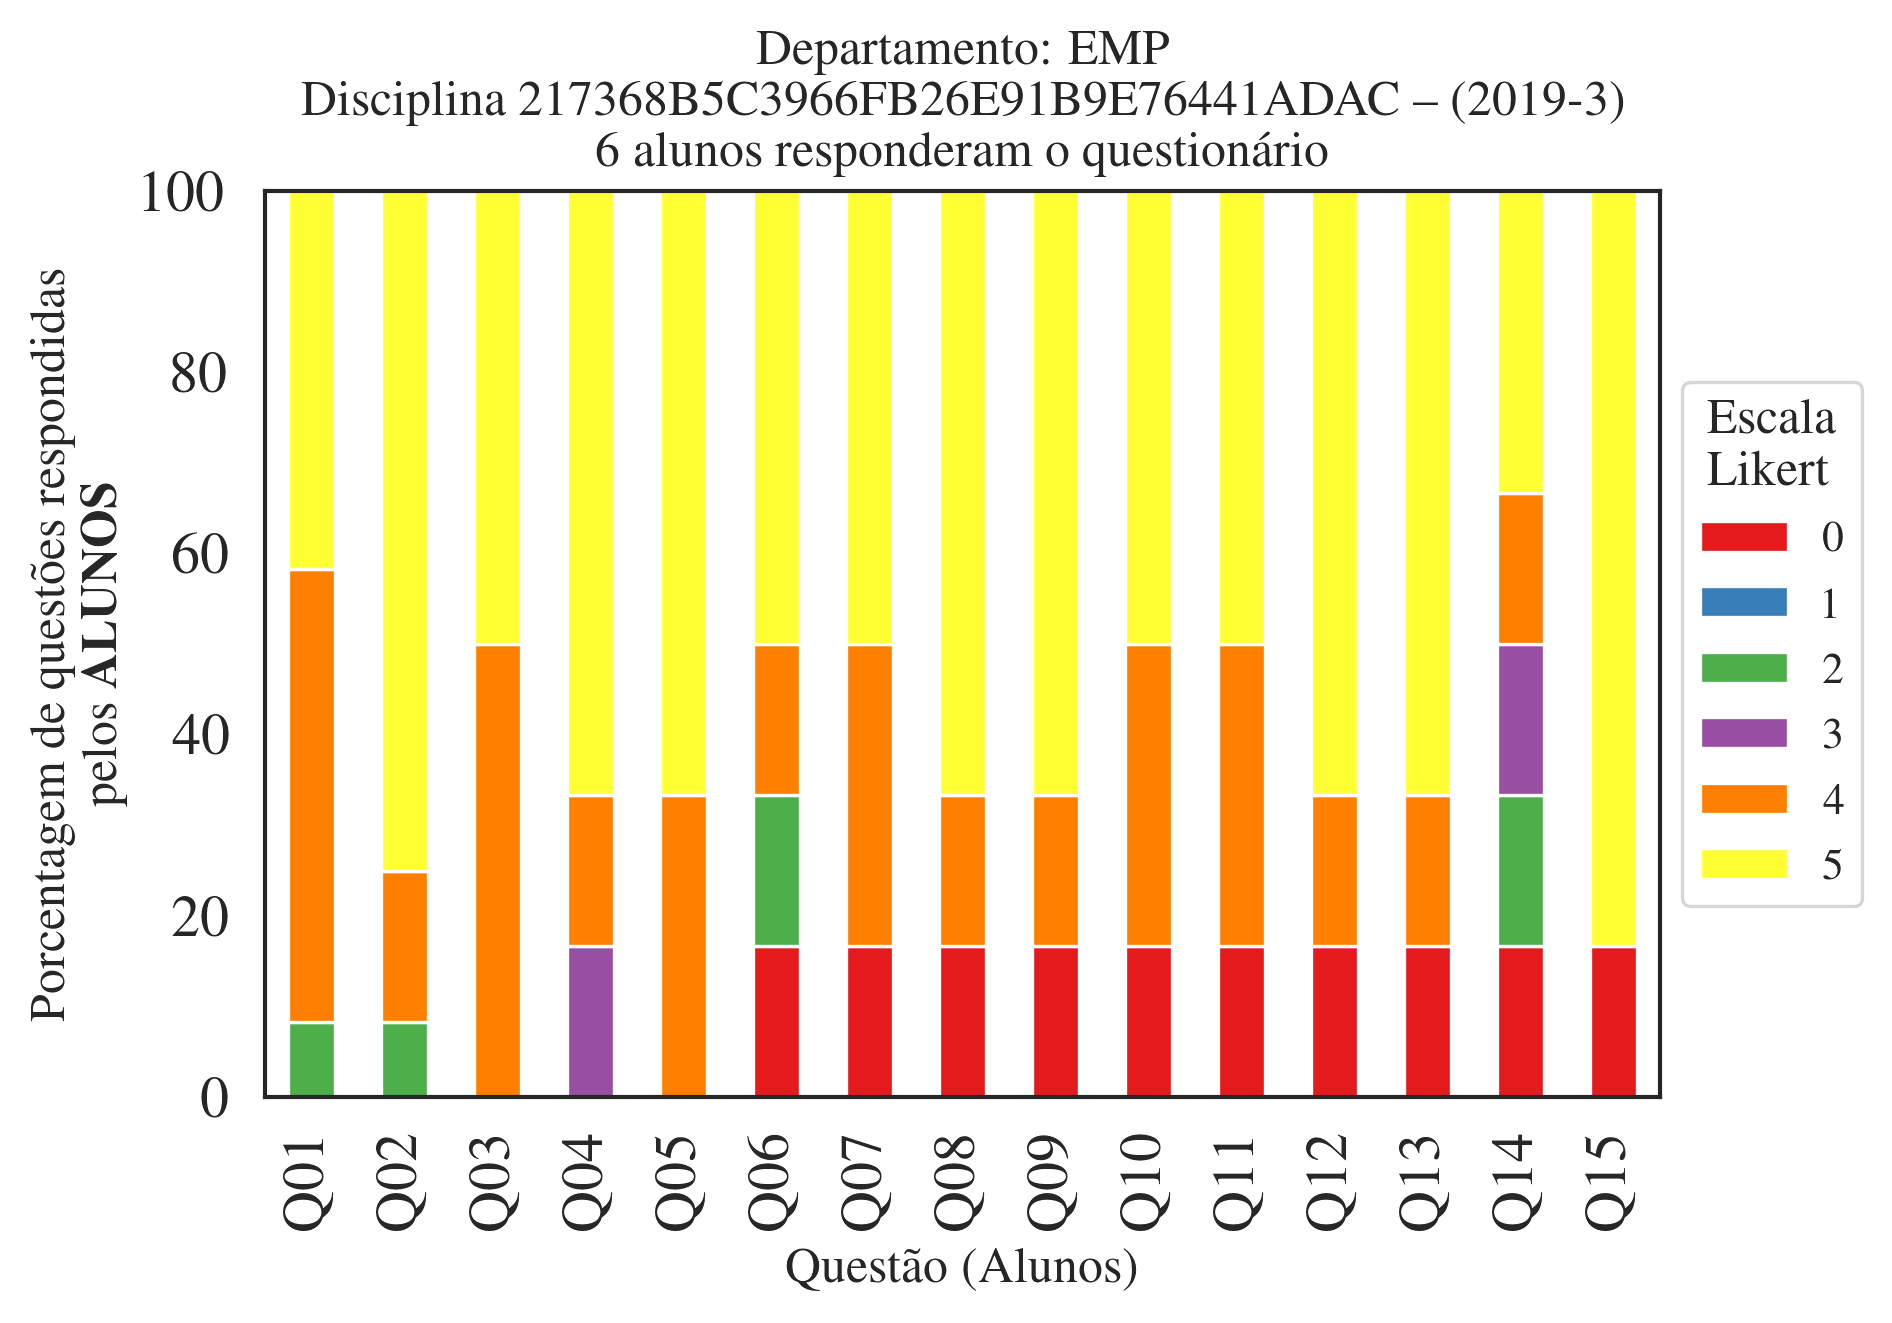 Departamento: EMP
Disciplina 217368B5C3966FB26E91B9E76441ADAC – (2019-3)
6 alunos responderam o questionário
Porcentagem de questões respondidas
pelos ALUNOS
100
80
60
40
20
0
Q01
Q02
Q03
Q04
Q05
Q06
Q07
Q08
Q09
Q10
Q11
Q12
Q13
Q14
Q15
Questão (Alunos)
Escala
Likert
0
1
2
3
4
5